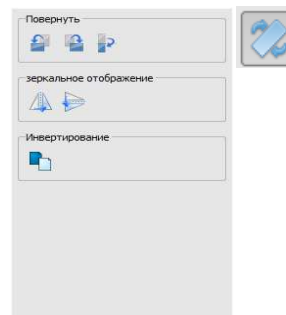 Повернуть
зеркальное отображение
Инвертирование